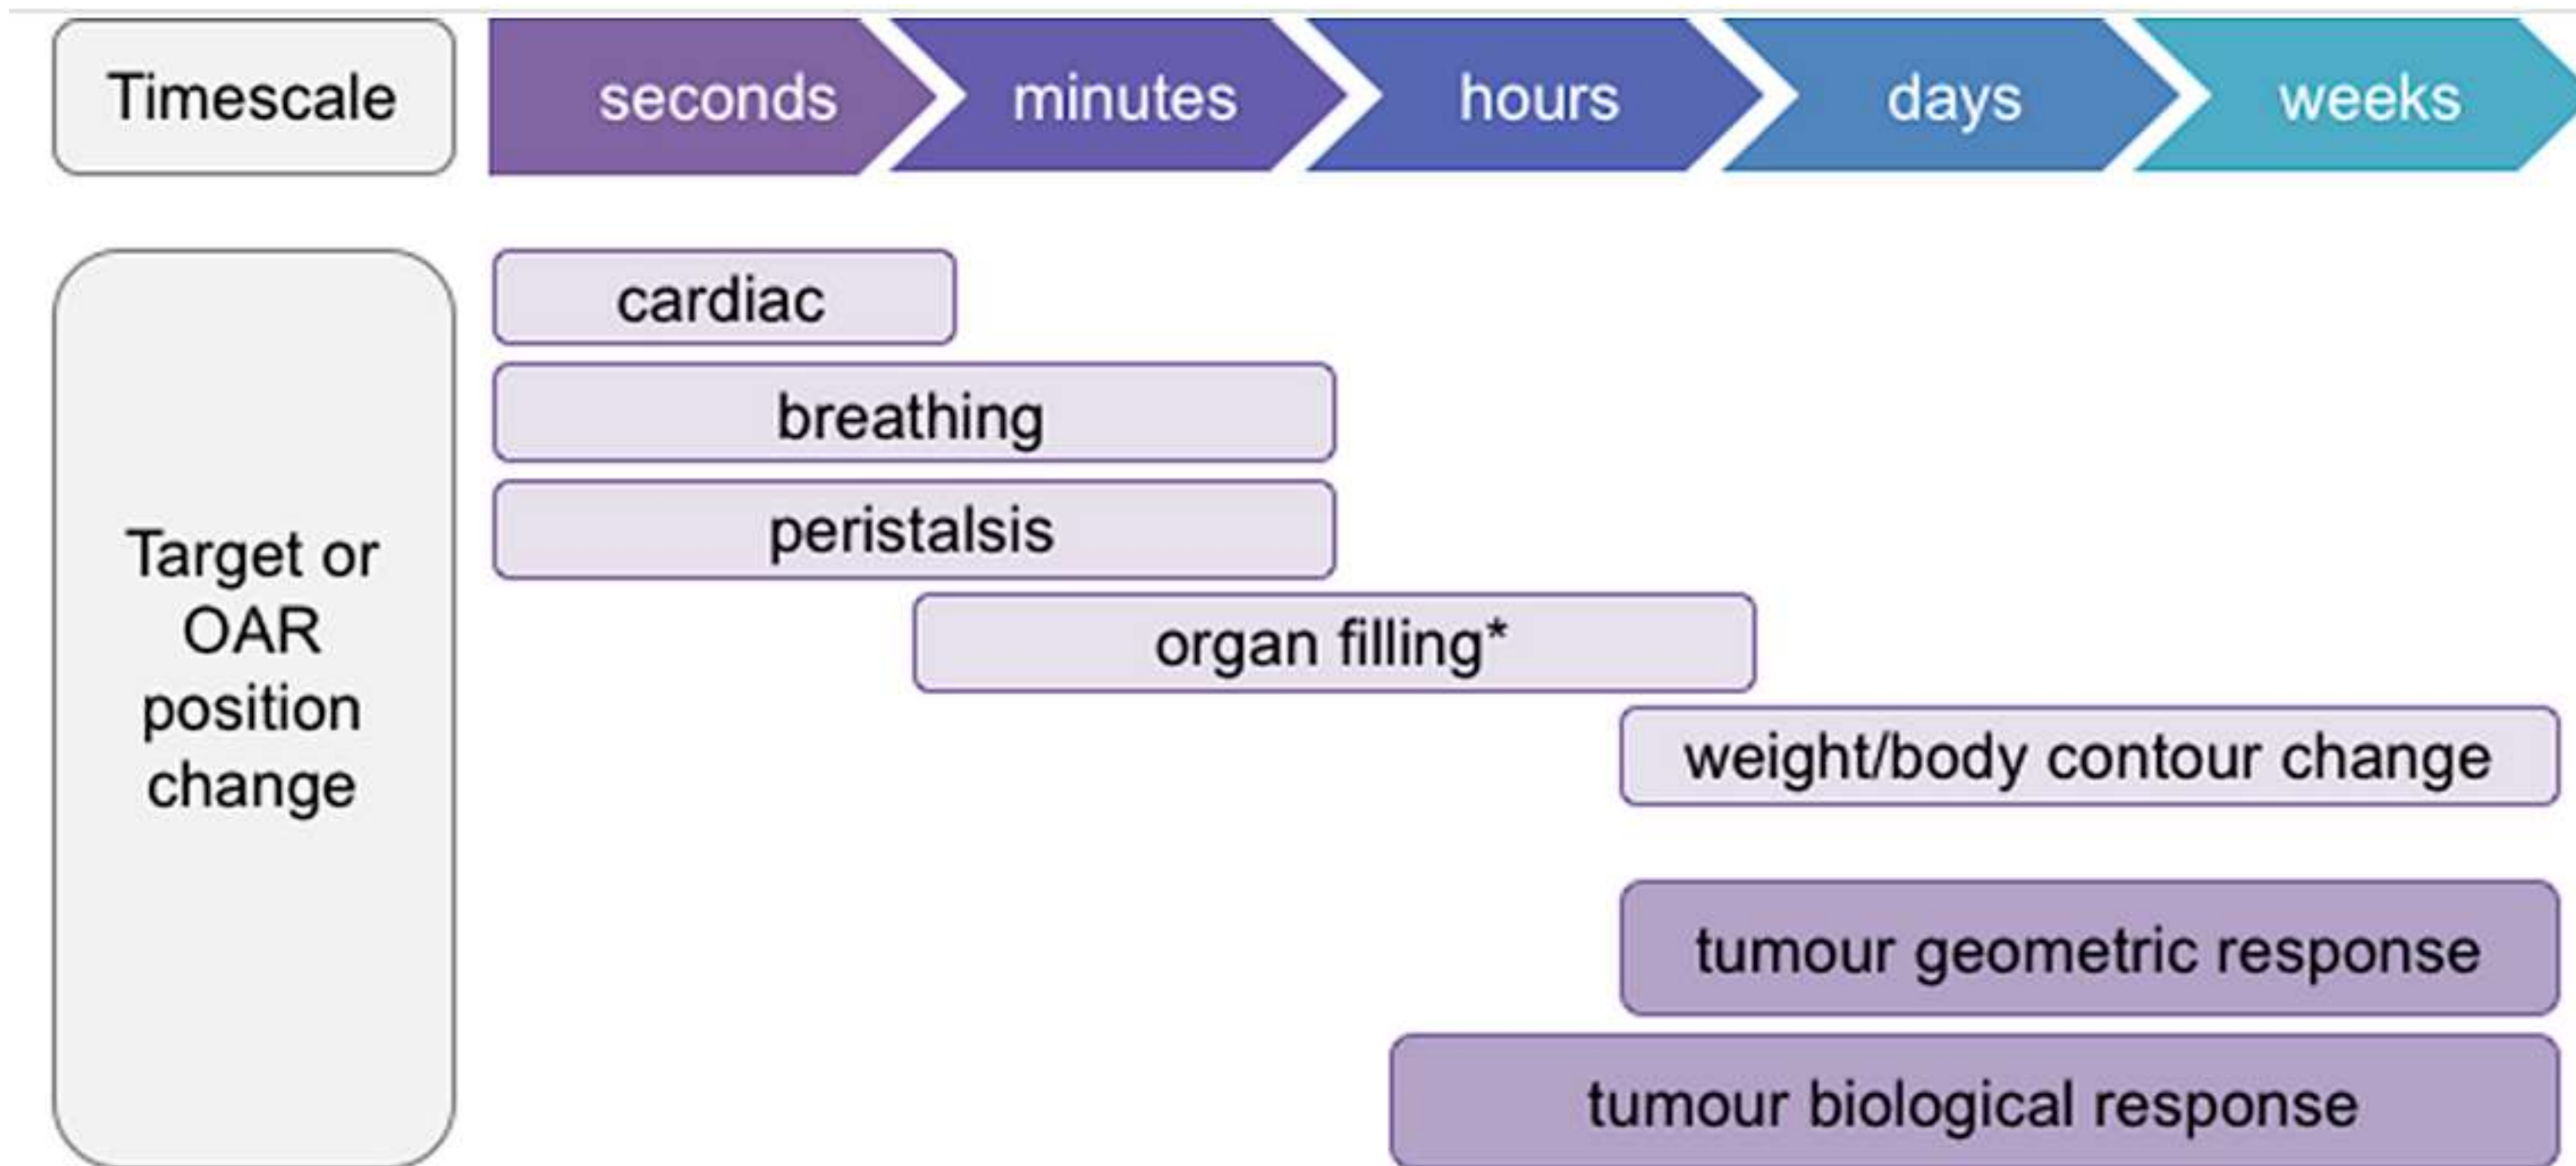 Timescale
seconds
minutes
hours
days
weeks
Target or
OAR
position
change
cardiac
breathing
peristalsis
organ filling*
weight/body contour change
tumour geometric response
tumour biological response